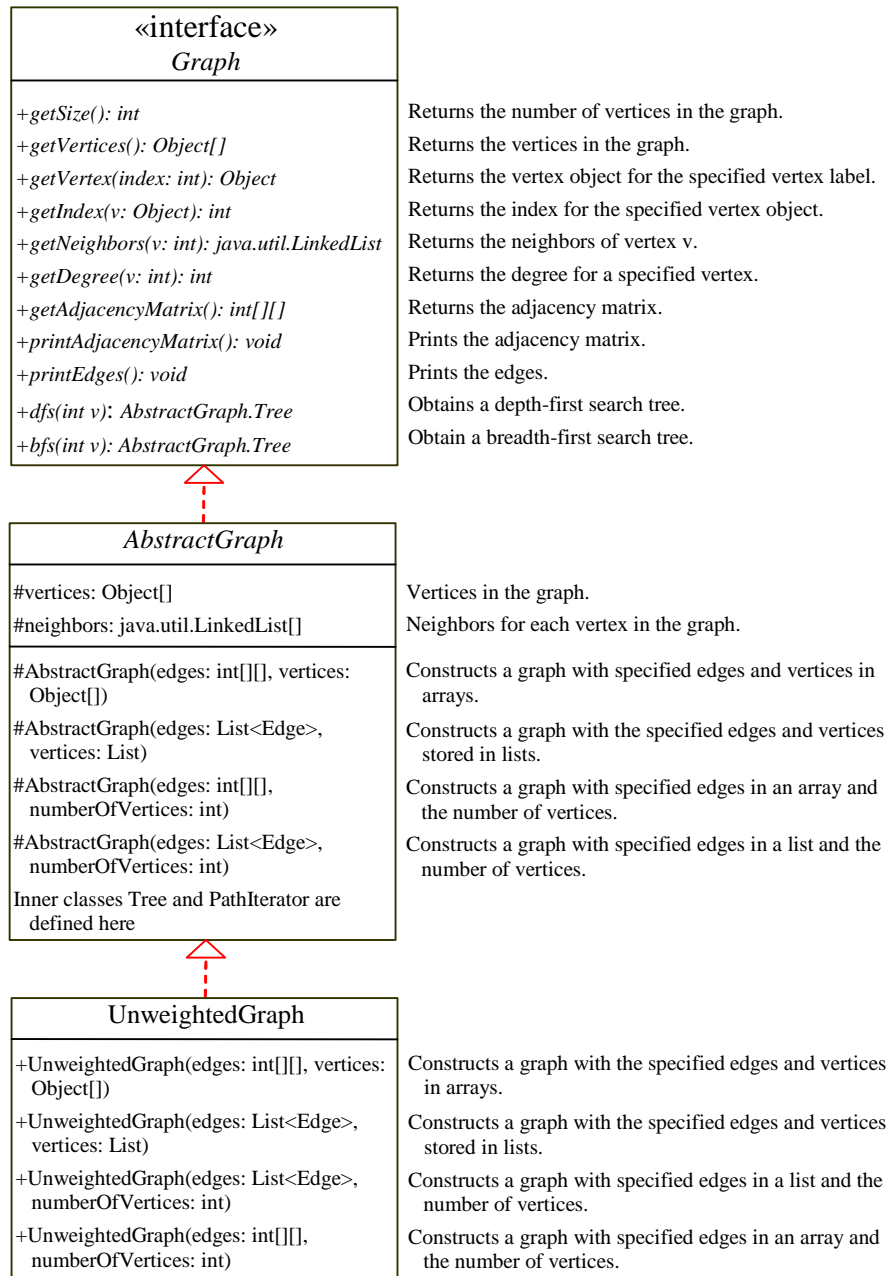 «interface»
Graph
+getSize(): int
Returns the number of vertices in the graph.
+getVertices(): Object[]
Returns the vertices in the graph.
+getVertex(index: int): Object
Returns the vertex object for the specified vertex label.
+getIndex(v: Object): int
Returns the index for the specified vertex object.
+getNeighbors(v: int): java.util.LinkedList
Returns the neighbors of vertex v.
+getDegree(v: int): int
Returns the degree for a specified vertex.
+getAdjacencyMatrix(): int[][]
Returns the adjacency matrix.
+printAdjacencyMatrix(): void
Prints the adjacency matrix.
+printEdges(): void
Prints the edges.
+dfs(int v): AbstractGraph.Tree
Obtains a depth-first search tree.
+bfs(int v): AbstractGraph.Tree
Obtain a breadth-first search tree.
AbstractGraph
#vertices: Object[]
Vertices in the graph.
#neighbors: java.util.LinkedList[]
Neighbors for each vertex in the graph.
#AbstractGraph(edges: int[][], vertices:
Object[])
Constructs a graph with specified edges and vertices in
arrays.
#AbstractGraph(edges: List<Edge>,
vertices: List)
Constructs a graph with the specified edges and vertices
stored in lists.
#AbstractGraph(edges: int[][],
numberOfVertices: int)
Constructs a graph with specified edges in an array and
the number of vertices.
#AbstractGraph(edges: List<Edge>,
numberOfVertices: int)
Constructs a graph with specified edges in a list and the
number of vertices.
Inner classes Tree and PathIterator are
defined here
UnweightedGraph
+UnweightedGraph(edges: int[][], vertices:
Object[])
Constructs a graph with the specified edges and vertices
in arrays.
+UnweightedGraph(edges: List<Edge>,
vertices: List)
Constructs a graph with the specified edges and vertices
stored in lists.
+UnweightedGraph(edges: List<Edge>,
numberOfVertices: int)
Constructs a graph with specified edges in a list and the
number of vertices.
+UnweightedGraph(edges: int[][],
numberOfVertices: int)
Constructs a graph with specified edges in an array and
the number of vertices.